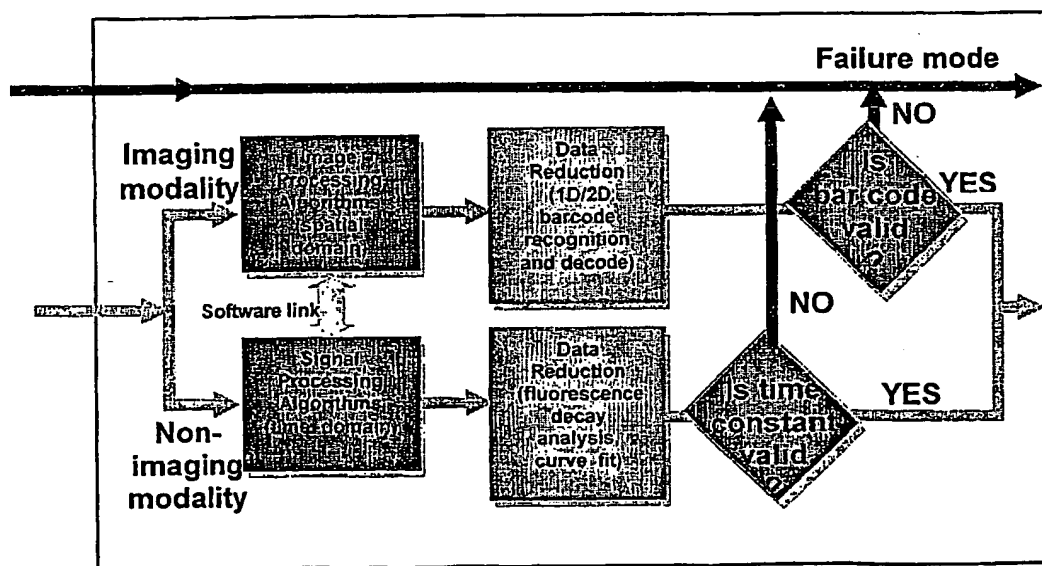 Failure mode
NO
Imaging
modality
Image
Processing
Algorithms
spatial
domain)
Data
Reduction
(1D/2D
barcode
recognition
and decode)
Is
bar code
valid
?
YES
Software link
NO
Signal
Processing
Algorithms
(time domain)
Data
Reduction
(fluorescence
decay
analysis
curve-fit)
Is time
constant
valid
?
YES
Non-
imaging
modality